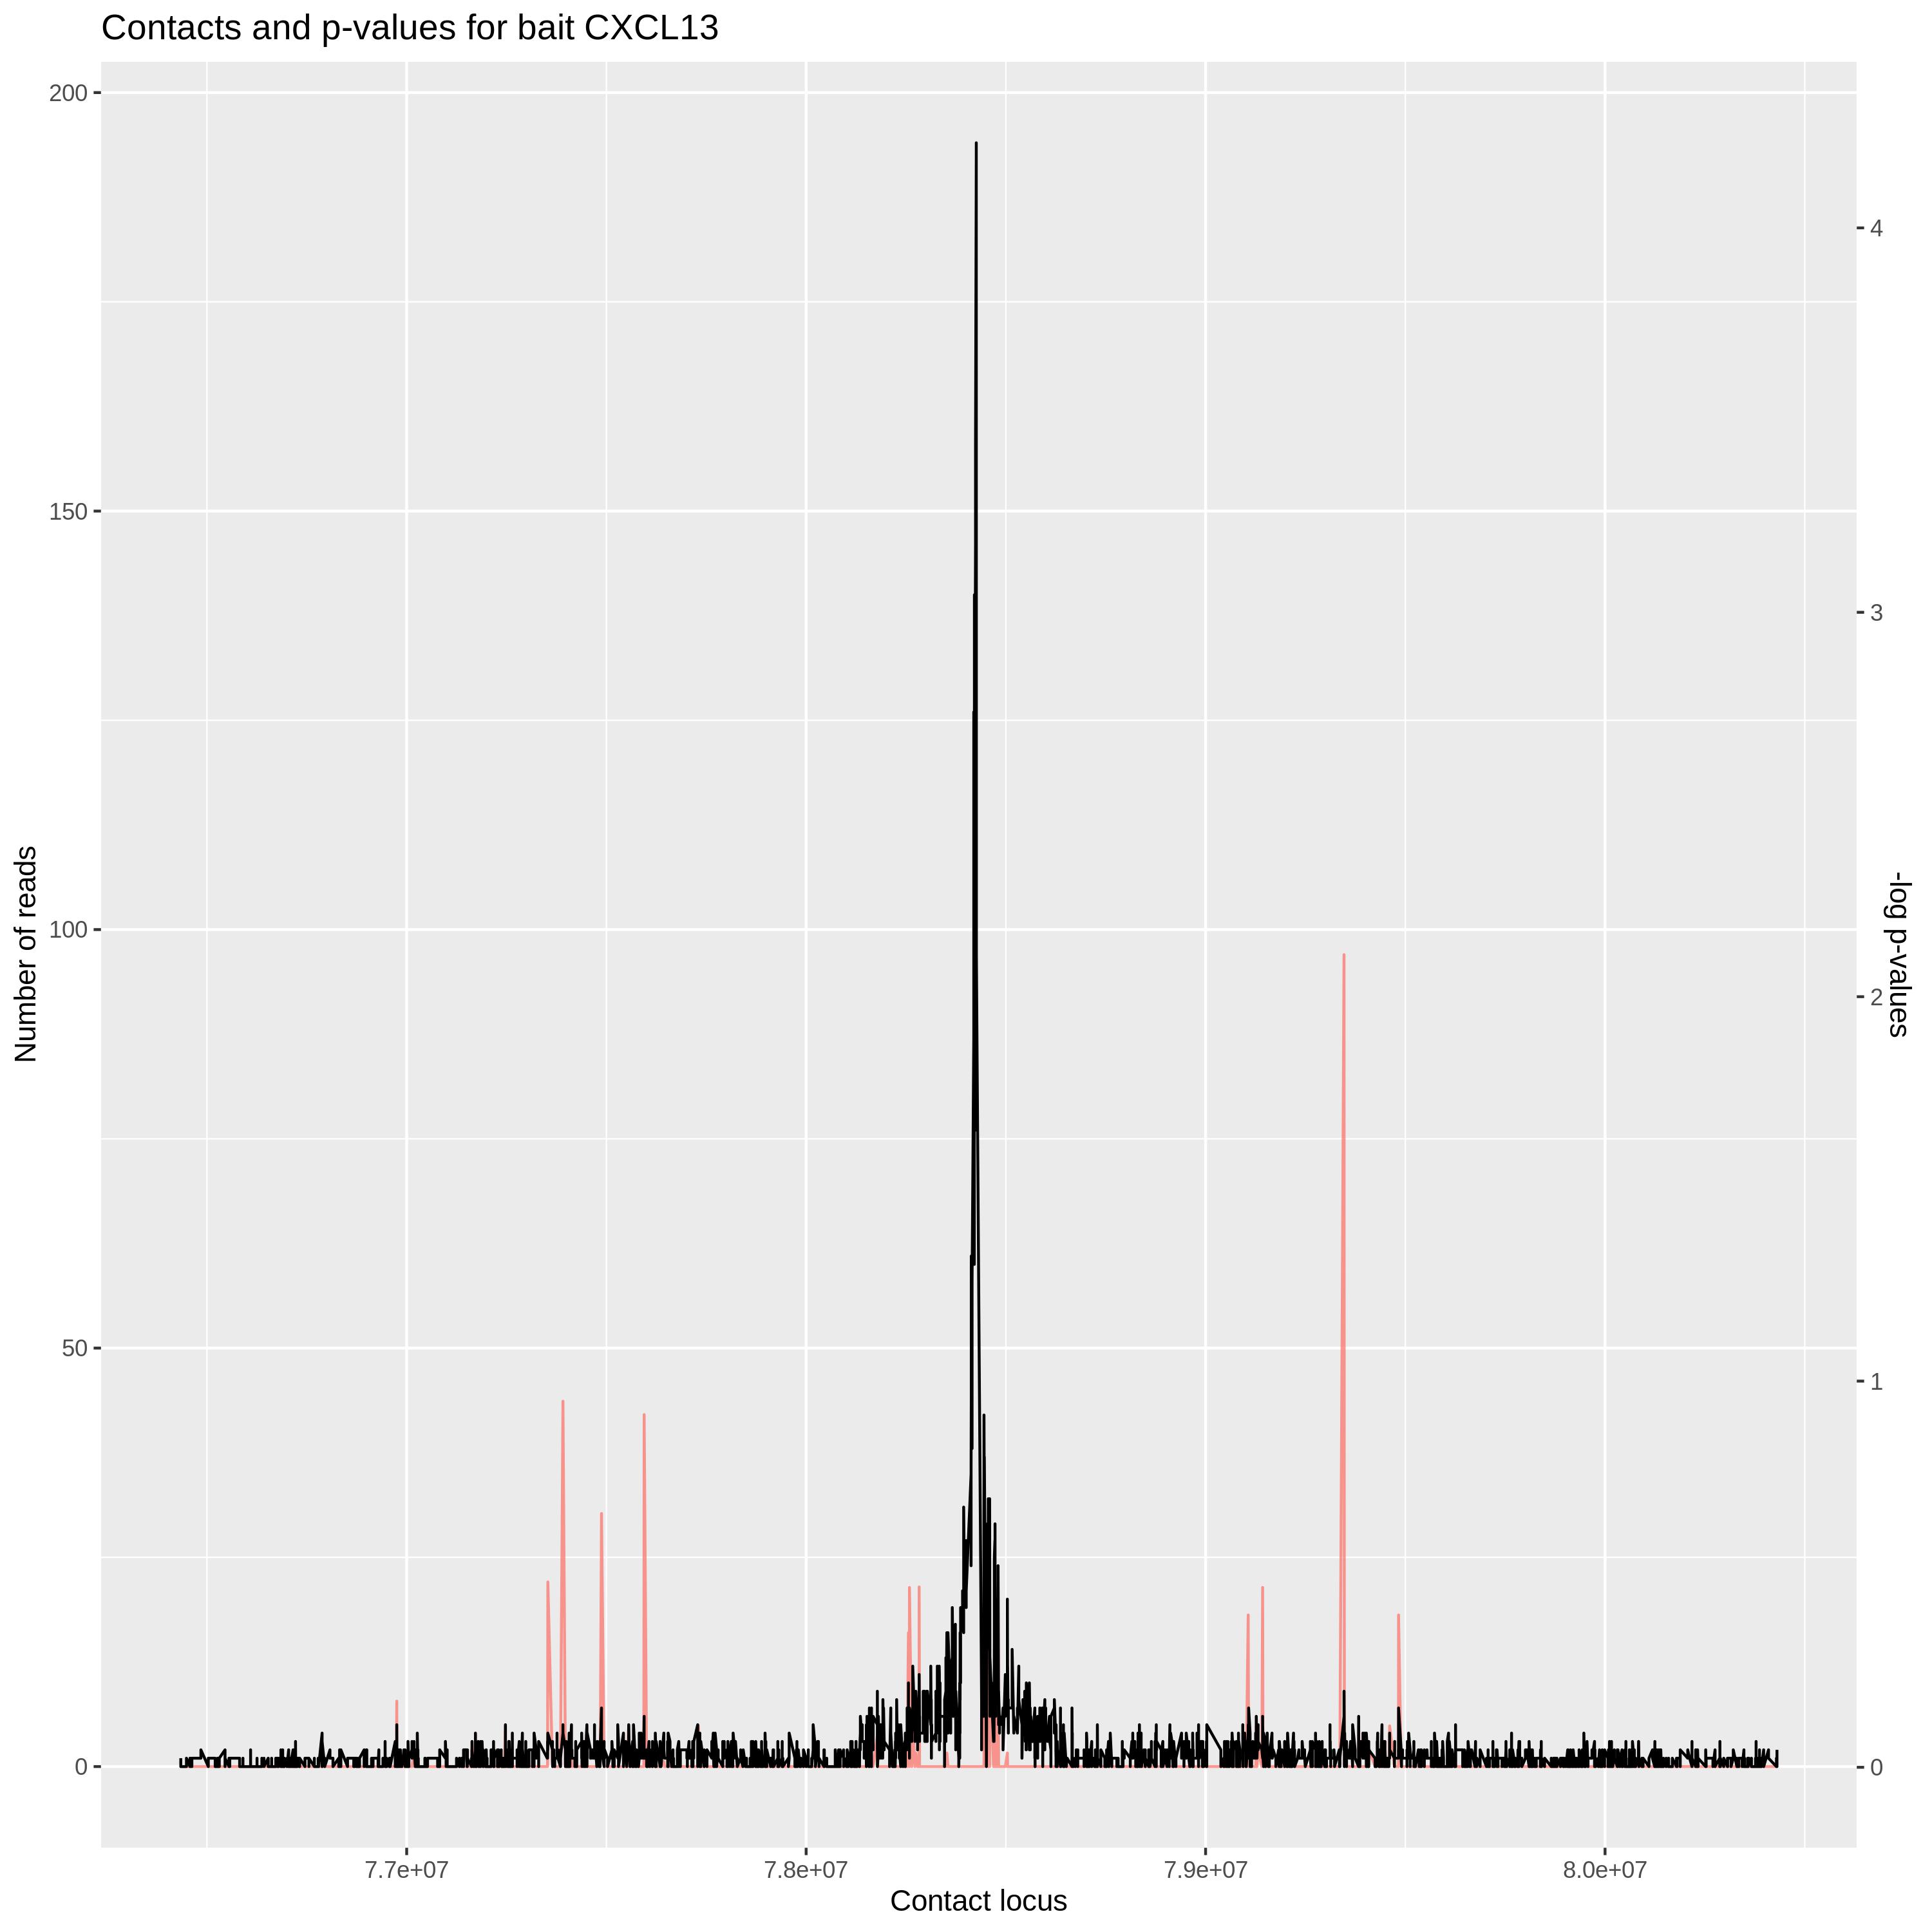 Contacts and p-values for bait CXCL13
200
150
100
50
0
Number of reads
4
3
2
1
0
-log p-values
7.7e+07
7.8e+07
7.9e+07
8.0e+07
Contact locus